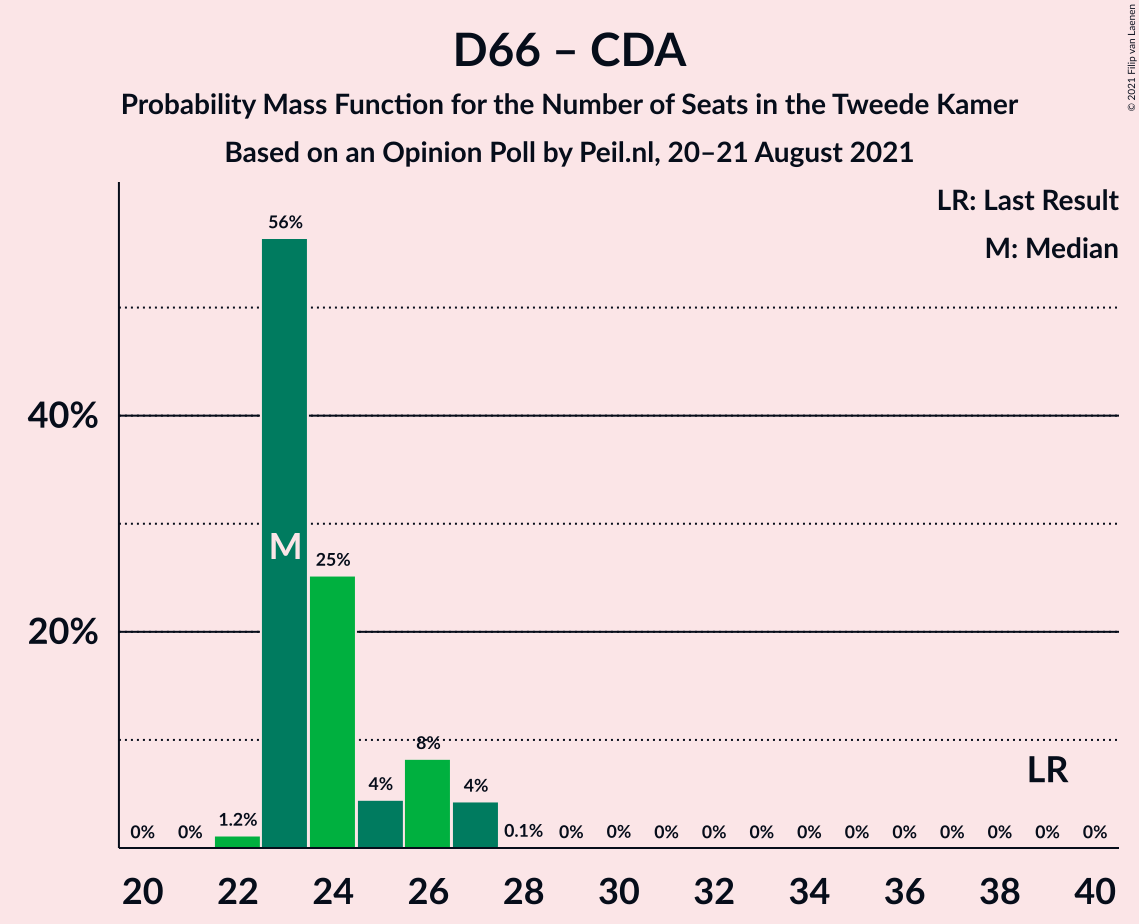 D66 – CDA
Probability Mass Function for the Number of Seats in the Tweede Kamer
Based on an Opinion Poll by Peil.nl, 20–21 August 2021
© 2021 Filip van Laenen
LR: Last Result
M: Median
56%
40%
M
25%
20%
8%
LR
4%
4%
1.2%
0% 0% 0.1% 0% 0% 0% 0% 0% 0% 0% 0% 0% 0% 0% 0%
20 22 24 26 28 30 32 34 36 38 40